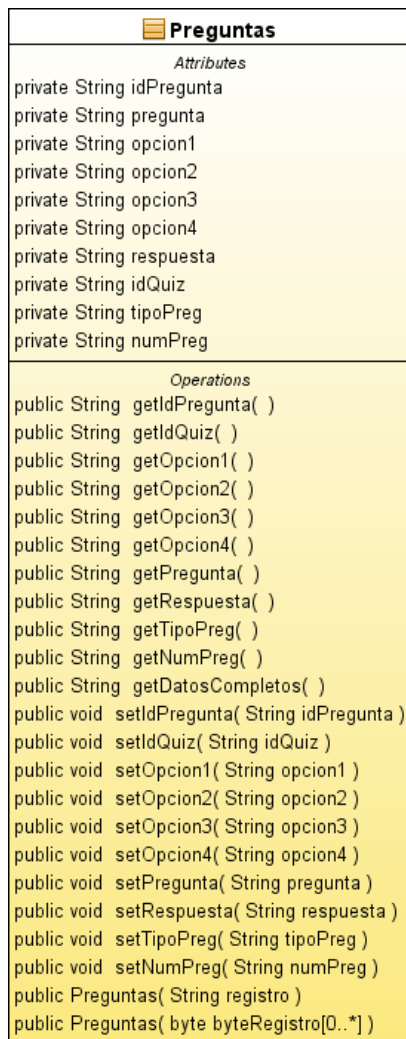 Preguntas
Attributes
private String idPregunta
private String pregunta
private String opcion1
private String opcion2
private String opcion3
private String opcion4
private String respuesta
private String idQuiz
private String tipoPreg
private String numPreg
Operations
public String getIdPregunta( )
public String getIdQuiz( )
public String getOpcion1( )
public String getOpcion2( )
public String getOpcion3( )
public String getOpcion4( )
public String getPregunta( )
public String getRespuesta( )
public String getTipoPreg( )
public String getNumPreg( )
public String getDatosCompletos( )
public void setIdPregunta( String idPregunta )
public void setIdQuiz( String idQuiz )
public void setOpcion1( String opcion1 )
public void setOpcion2( String opcion2 )
public void setOpcion3( String opcion3 )
public void setOpcion4( String opcion4 )
public void setPregunta( String pregunta )
public void setRespuesta( String respuesta )
public void setTipoPreg( String tipoPreg )
public void setNumPreg( String numPreg )
public Preguntas( String registro )
public Preguntas( byte byteRegistro[0..*] )